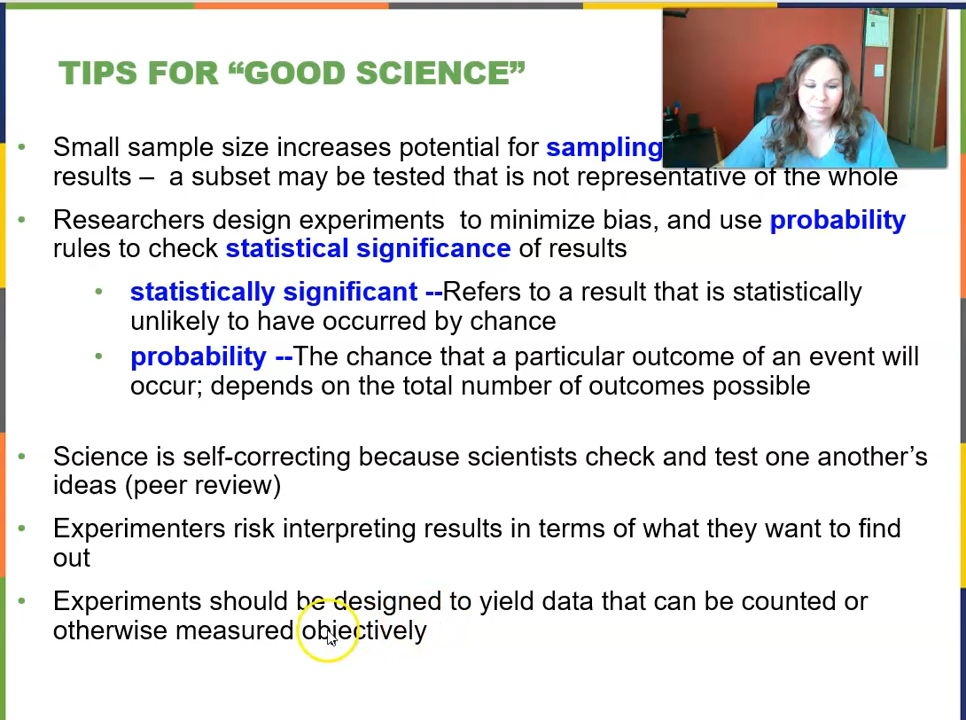 TIPS FOR “GOOD SCIENCE”
• Small sample size increases potential for sampling
results – a subset may be tested that is not representative of the whole
• Researchers design experiments to minimize bias, and use probability
rules to check statistical significance of results
• statistically significant --Refers to a result that is statistically
unlikely to have occurred by chance
• probability --The chance that a particular outcome of an event will
occur; depends on the total number of outcomes possible
• Science is self-correcting because scientists check and test one another’s
ideas (peer review)
• Experimenters risk interpreting results in terms of what they want to find
out
• Experiments should be designed to yield data that can be counted or
otherwise measured objectively